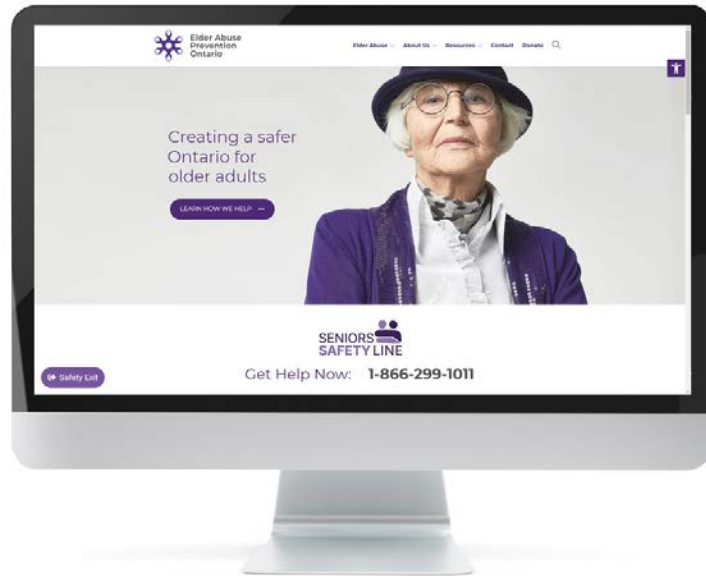 Elder Abuse
Prevention
Ontario
Elder Abuse About Us Resources Contact Donate
Creating a safer
Ontario for
older adults
LEARN HOW WE HELP
SENIORS
SAFETY LINE
Safety Exit
Get Help Now: 1-866-299-1011